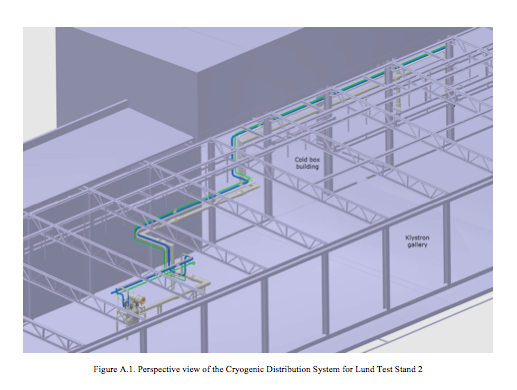 Cold box
building
Klystron
gallery
Figure A.1. Perspective view of the Cryogenic Distribution System for Lund Test Stand 2